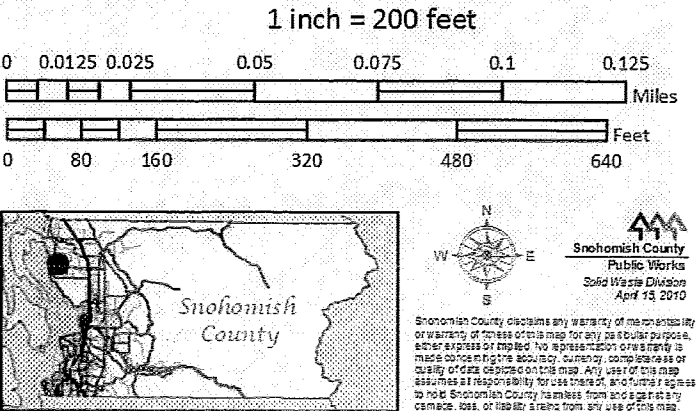 1 inch = 200 feet
0 0.0125 0.025 0.05 0.075 0.1 0.125
Miles
Feet
0 80 160 320 480 640
Snohomish
County
N
W E
S
Snohomish County
Public Works
Solid Waste Division
April 15, 2010
Snohomish County disclaims any warranty of merchantability
or warranty of fitness of this map for any particular purpose,
either express or implied. No representation or warranty is
made concerning the accuracy, currency, completeness or
quality of data depicted on this map. Any user of this map
assumes all responsibility for use thereof, and further agrees
to hold Snohomish County harmless from and against any
damage, loss, or liability arising from any use of this map.